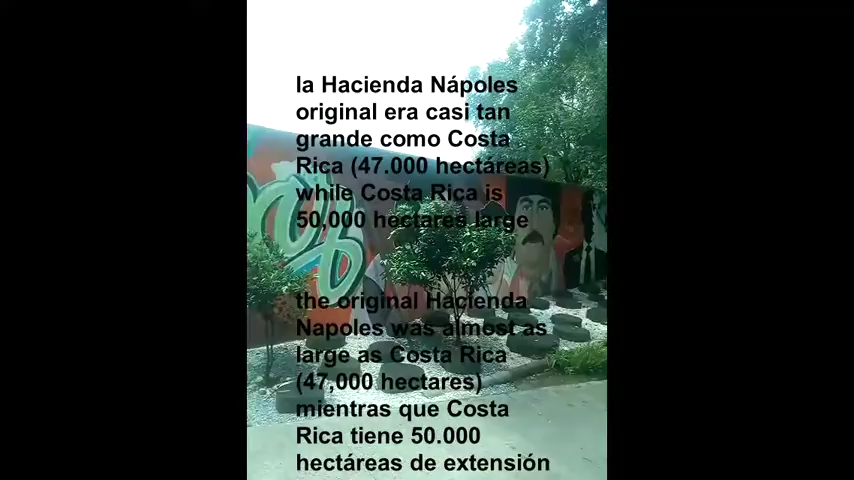 la Hacienda Nápoles
original era casi tan
grande como Costa
Rica (47.000 hectáreas)
while Costa Rica is
50,000 hectares large
the original Hacienda
Napoles was almost as
large as Costa Rica
(47,000 hectares)
mientras que Costa
Rica tiene 50.000
hectáreas de extensión